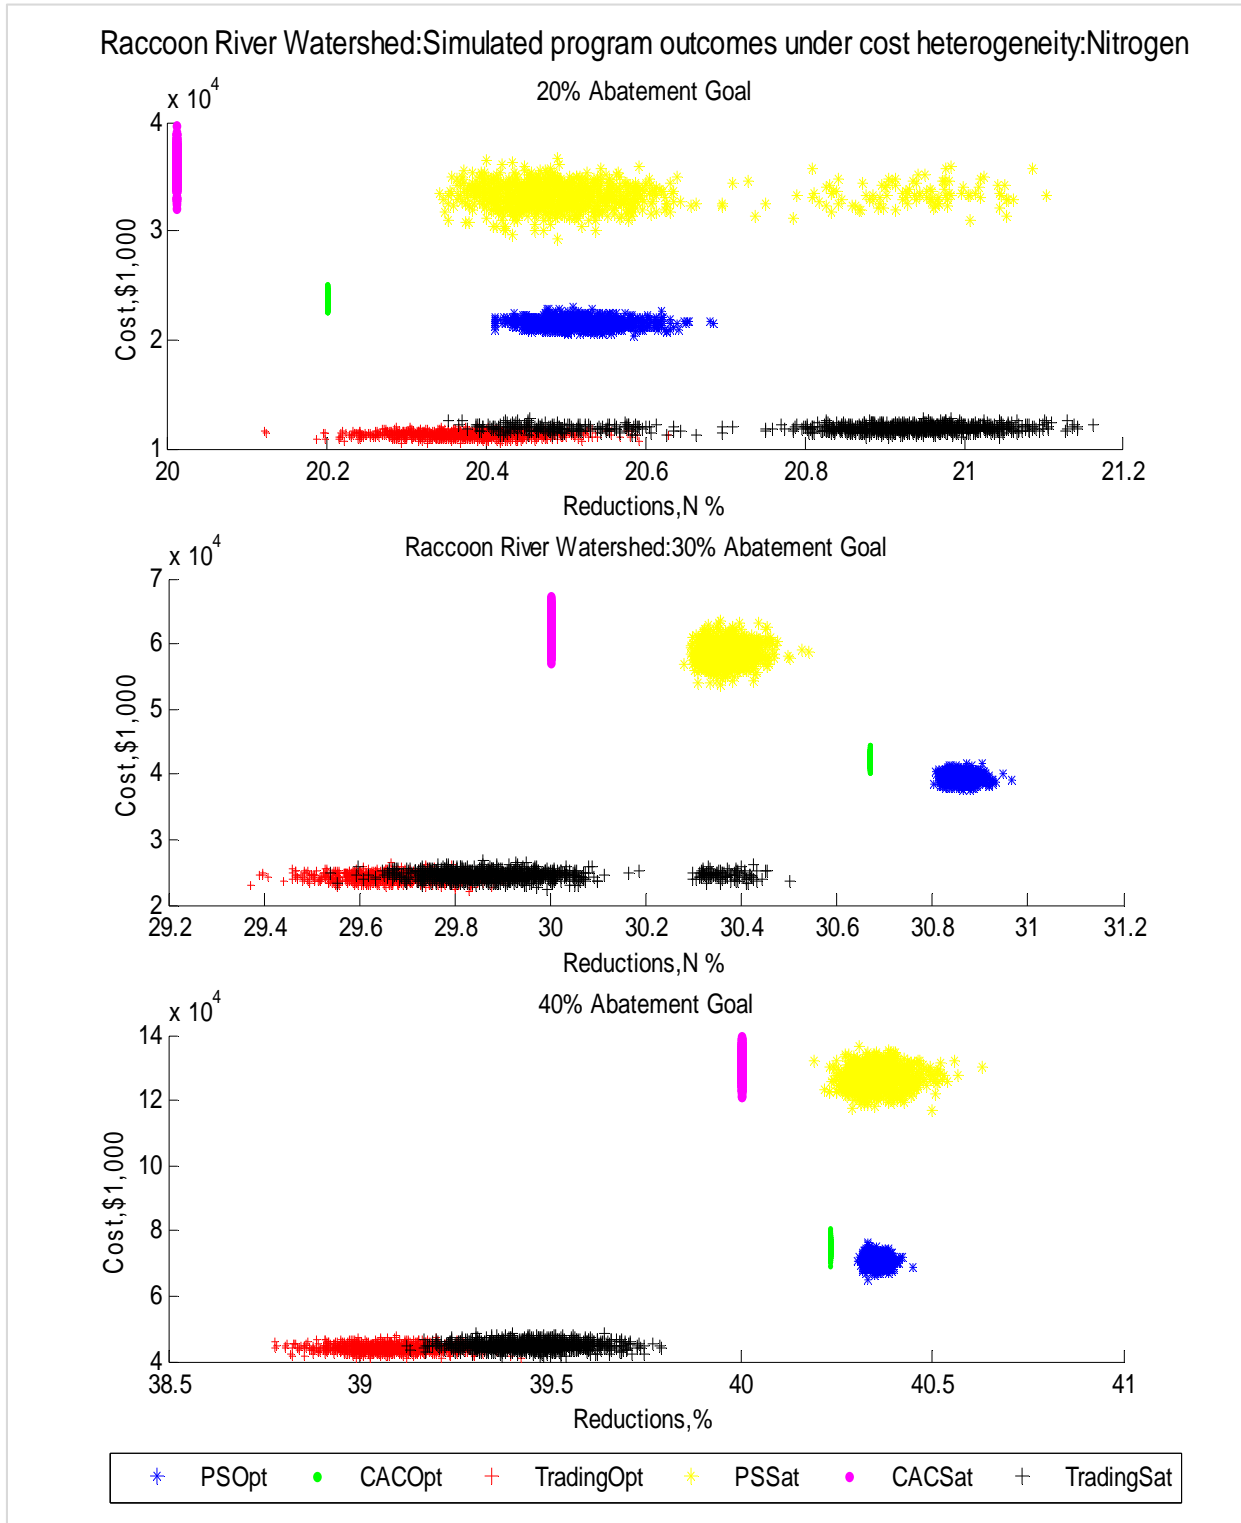 Raccoon River Watershed:Simulated program outcomes under cost heterogeneity:Nitrogen
20% Abatement Goal
x 10^4
4
3
2
1
Cost,$1,000
20 20.2 20.4 20.6 20.8 21 21.2
Reductions,N %
Raccoon River Watershed:30% Abatement Goal
x 10^4
7
6
5
4
3
2
Cost,$1,000
29.2 29.4 29.6 29.8 30 30.2 30.4 30.6 30.8 31 31.2
Reductions,N %
40% Abatement Goal
x 10^4
14
12
10
8
6
4
Cost,$1,000
38.5 39 39.5 40 40.5 41
Reductions,%
PSOpt CACOpt TradingOpt PSSat CACSat TradingSat